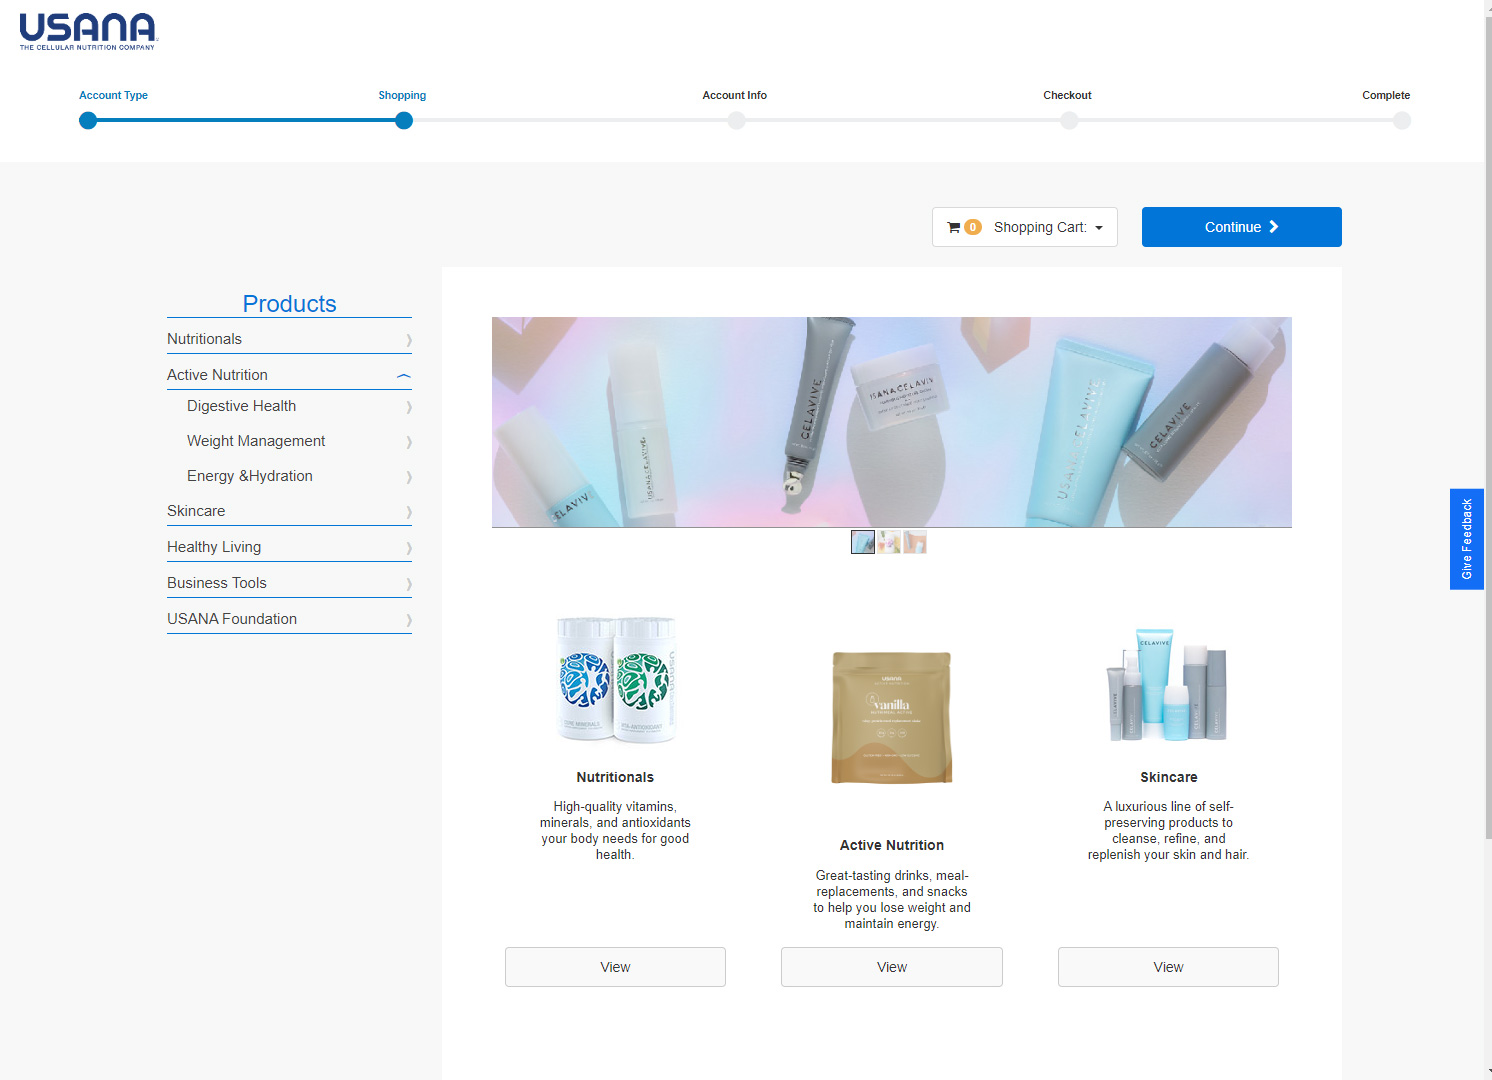 USANA
THE CELLULAR NUTRITION COMPANY
Account Type
Shopping
Account Info
Checkout
Complete
0 Shopping Cart:
Continue
Products
Nutritionals
Active Nutrition
Digestive Health
Weight Management
Energy &Hydration
Skincare
Healthy Living
Business Tools
USANA Foundation
CELAVIVE
USANA CELAVIVE
CELAVIVE
USANA CELAVIVE
CELAVIVE
Give Feedback
USANA
USANA
vanilla
CELAVIVE
Nutritionals
High-quality vitamins,
minerals, and antioxidants
your body needs for good
health.
Active Nutrition
Great-tasting drinks, meal-
replacements, and snacks
to help you lose weight and
maintain energy.
Skincare
A luxurious line of self-
preserving products to
cleanse, refine, and
replenish your skin and hair.
View
View
View